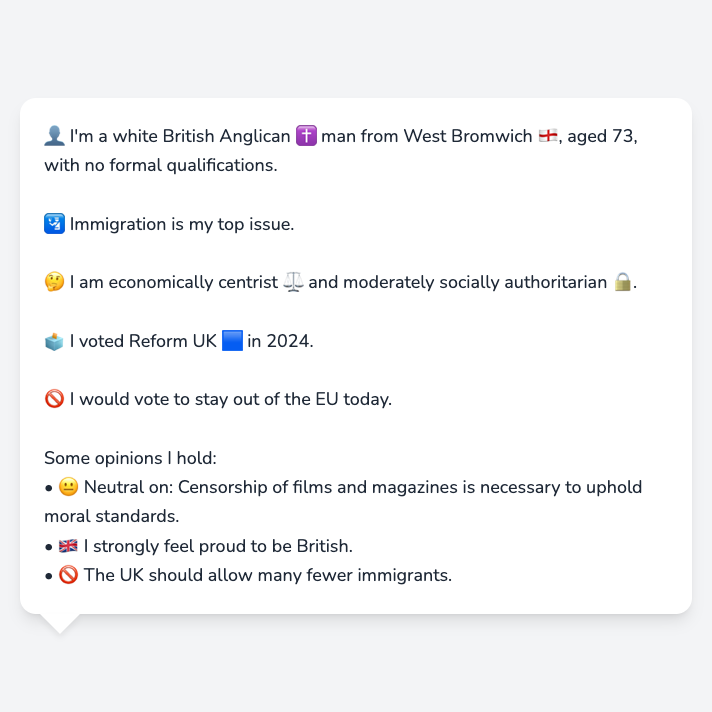 👤 I'm a white British Anglican ✝️ man from West Bromwich 🏴󠁧󠁢󠁥󠁮󠁧󠁿, aged 73,
with no formal qualifications.
🛂 Immigration is my top issue.
🤔 I am economically centrist ⚖️ and moderately socially authoritarian 🔒.
🗳️ I voted Reform UK 🟦 in 2024.
🚫 I would vote to stay out of the EU today.
Some opinions I hold:
• 😐 Neutral on: Censorship of films and magazines is necessary to uphold
moral standards.
• 🇬🇧 I strongly feel proud to be British.
• 🚫 The UK should allow many fewer immigrants.